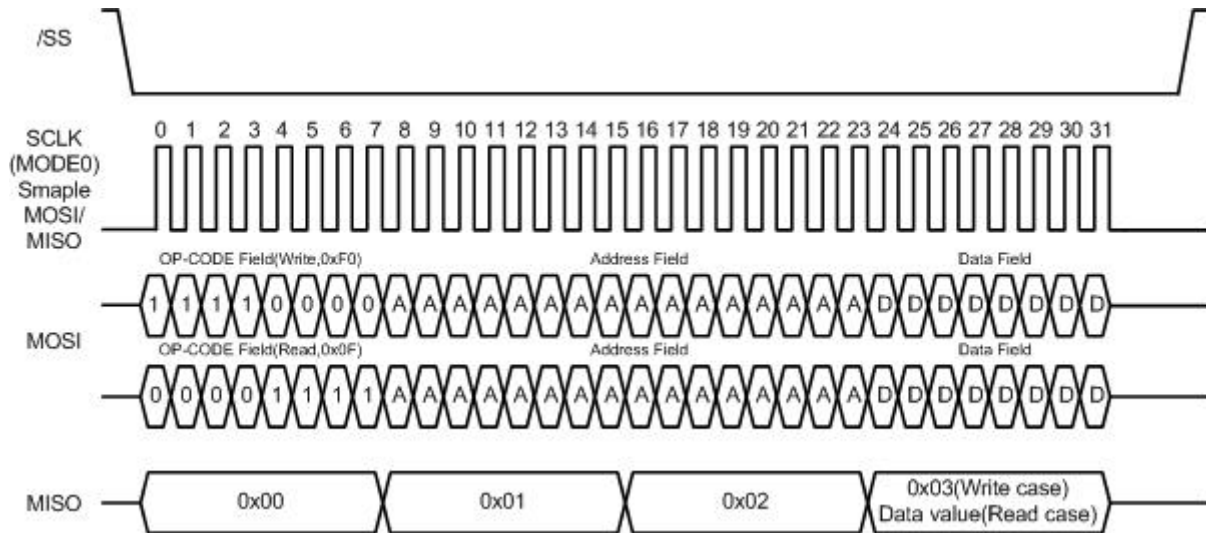 /SS
0 1 2 3 4 5 6 7 8 9 10 11 12 13 14 15 16 17 18 19 20 21 22 23 24 25 26 27 28 29 30 31
SCLK
(MODE0)
Smaple
MOSI/
MISO
OP-CODE Field(Write,0xF0) Address Field Data Field
1 1 1 1 0 0 0 0 A A A A A A A A A A A A A A A A D D D D D D D D
MOSI
OP-CODE Field(Read,0x0F) Address Field Data Field
0 0 0 0 1 1 1 1 A A A A A A A A A A A A A A A A D D D D D D D D
MISO 0x00 0x01 0x02 0x03(Write case)
Data value(Read case)